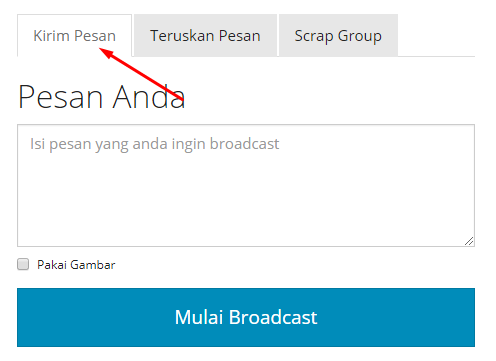 Kirim Pesan Teruskan Pesan Scrap Group
Pesan Anda
Isi pesan yang anda ingin broadcast
Pakai Gambar
Mulai Broadcast